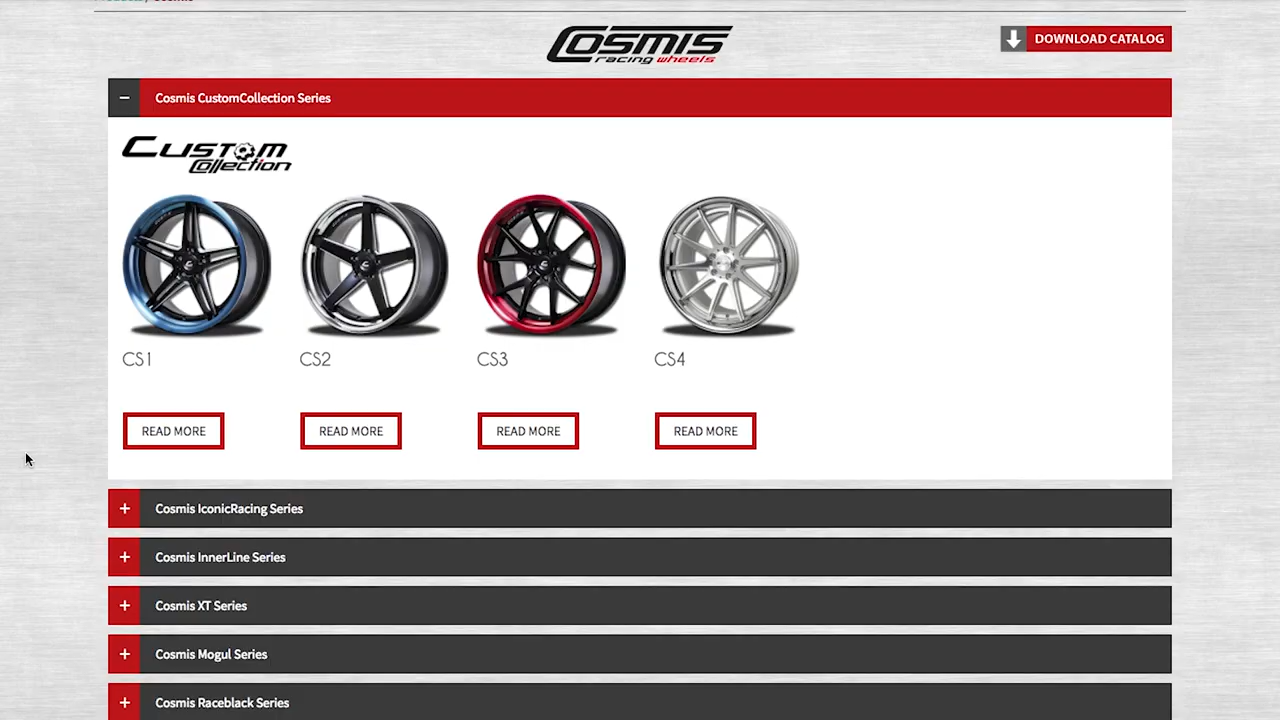 COSMIS
racing wheels
DOWNLOAD CATALOG
Cosmis CustomCollection Series
Custom
Collection
CS1
CS2
CS3
CS4
READ MORE
READ MORE
READ MORE
READ MORE
Cosmis IconicRacing Series
Cosmis InnerLine Series
Cosmis XT Series
Cosmis Mogul Series
Cosmis Raceblack Series